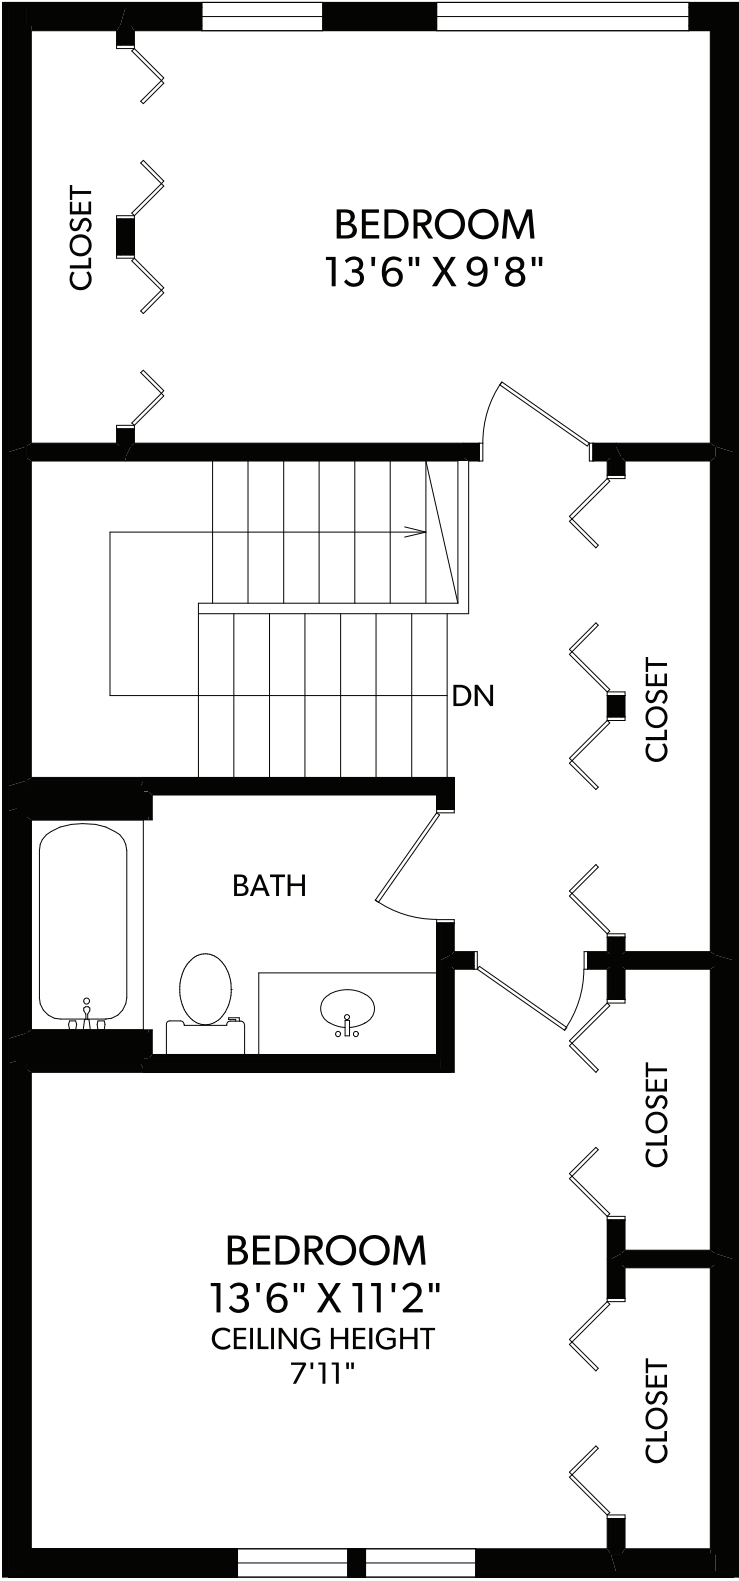 CLOSET
BEDROOM
13'6" X 9'8"
DN
CLOSET
BATH
CLOSET
BEDROOM
13'6" X 11'2"
CEILING HEIGHT
7'11"
CLOSET